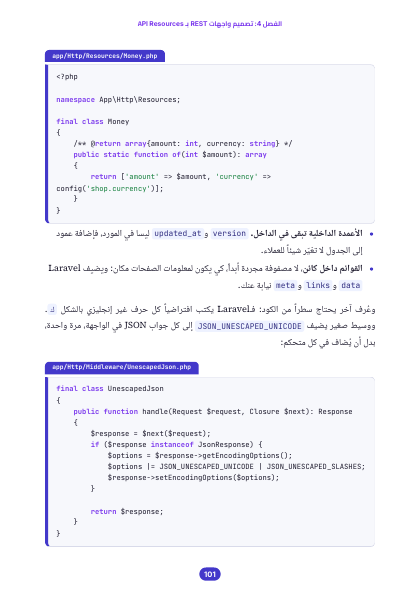 الفصل 4: تصميم واجهات REST بـ API Resources
app/Http/Resources/Money.php
<?php
namespace App\Http\Resources;
final class Money
{
    /** @return array{amount: int, currency: string} */
    public static function of(int $amount): array
    {
        return ['amount' => $amount, 'currency' =>
config('shop.currency')];
    }
}
• الأعمدة الداخلية تبقى في الداخل. version و updated_at ليسا في المورد، فإضافة عمود
إلى الجدول لا تغيّر شيئاً للعملاء.
• القوائم داخل كائن، لا مصفوفة مجردة أبداً، كي يكون لمعلومات الصفحات مكان: ويضيف Laravel
data و links و meta نيابة عنك.
وعُرف آخر يحتاج سطراً من الكود: فـLaravel يكتب افتراضياً كل حرف غير إنجليزي بالشكل ك .
ووسيط صغير يضيف JSON_UNESCAPED_UNICODE إلى كل جواب JSON في الواجهة، مرة واحدة،
بدل أن يُضاف في كل متحكم:
app/Http/Middleware/UnescapedJson.php
final class UnescapedJson
{
    public function handle(Request $request, Closure $next): Response
    {
        $response = $next($request);
        if ($response instanceof JsonResponse) {
            $options = $response->getEncodingOptions();
            $options |= JSON_UNESCAPED_UNICODE | JSON_UNESCAPED_SLASHES;
            $response->setEncodingOptions($options);
        }
        return $response;
    }
}
101